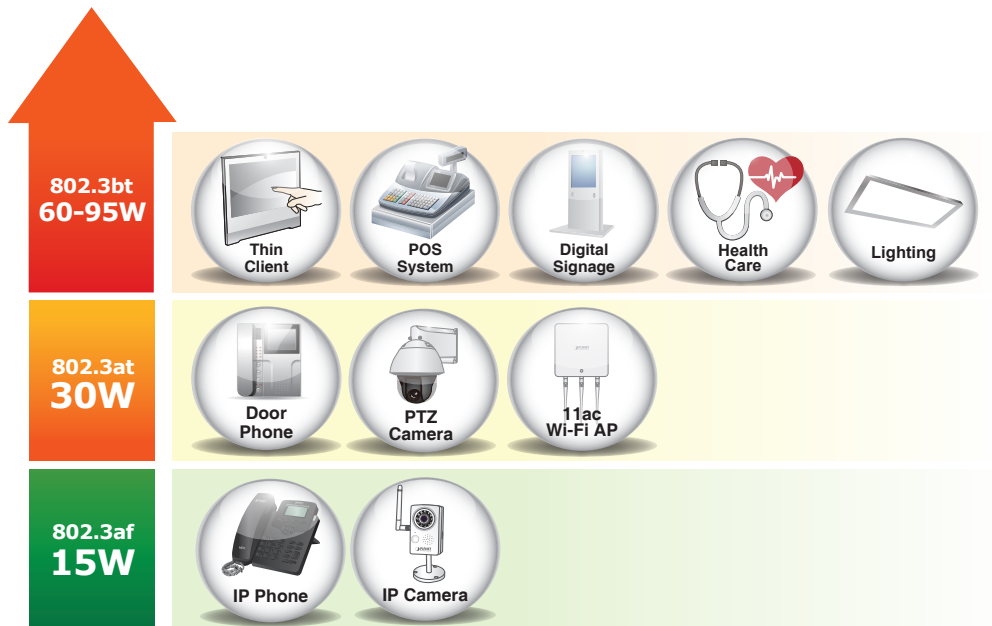 802.3bt
60-95W
Thin
Client
POS
System
Digital
Signage
Health
Care
Lighting
802.3at
30W
Door
Phone
PTZ
Camera
11ac
Wi-Fi AP
802.3af
15W
IP Phone
IP Camera